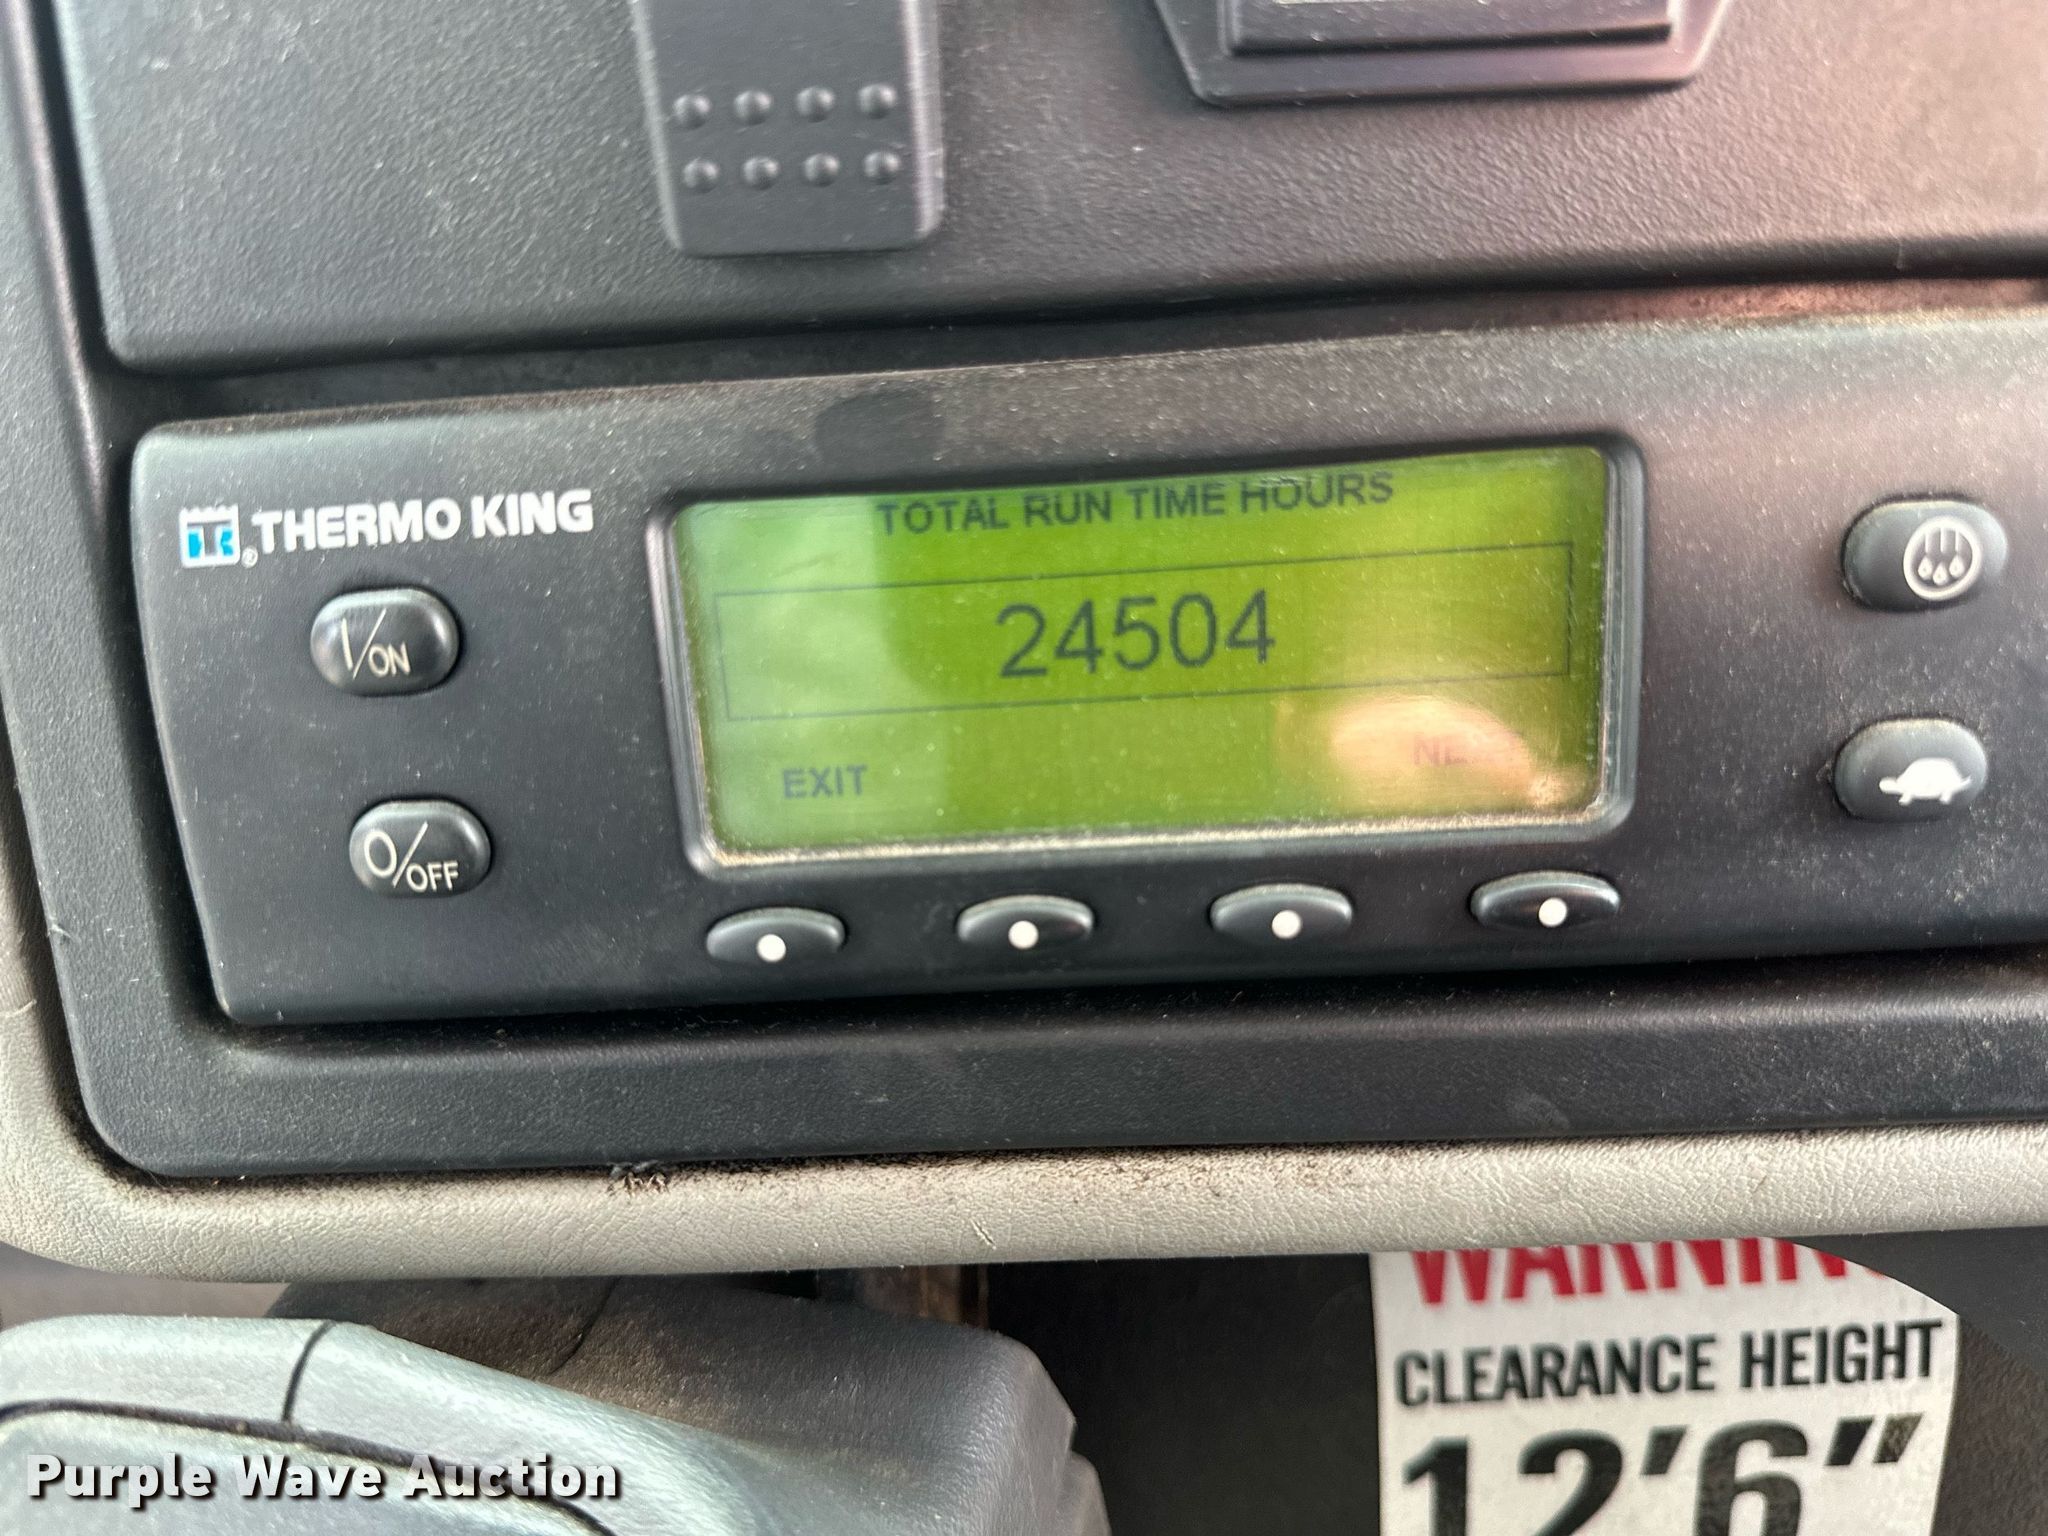 THERMO KING
TOTAL RUN TIME HOURS
24504
EXIT
I/ON
O/OFF
WARNING
CLEARANCE HEIGHT
12'6"
Purple Wave Auction